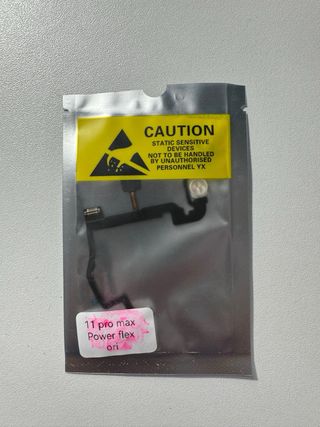 CAUTION
STATIC SENSITIVE
DEVICES
NOT TO BE HANDLED
BY UNAUTHORISED
PERSONNEL YX
11 pro max
Power flex
ori